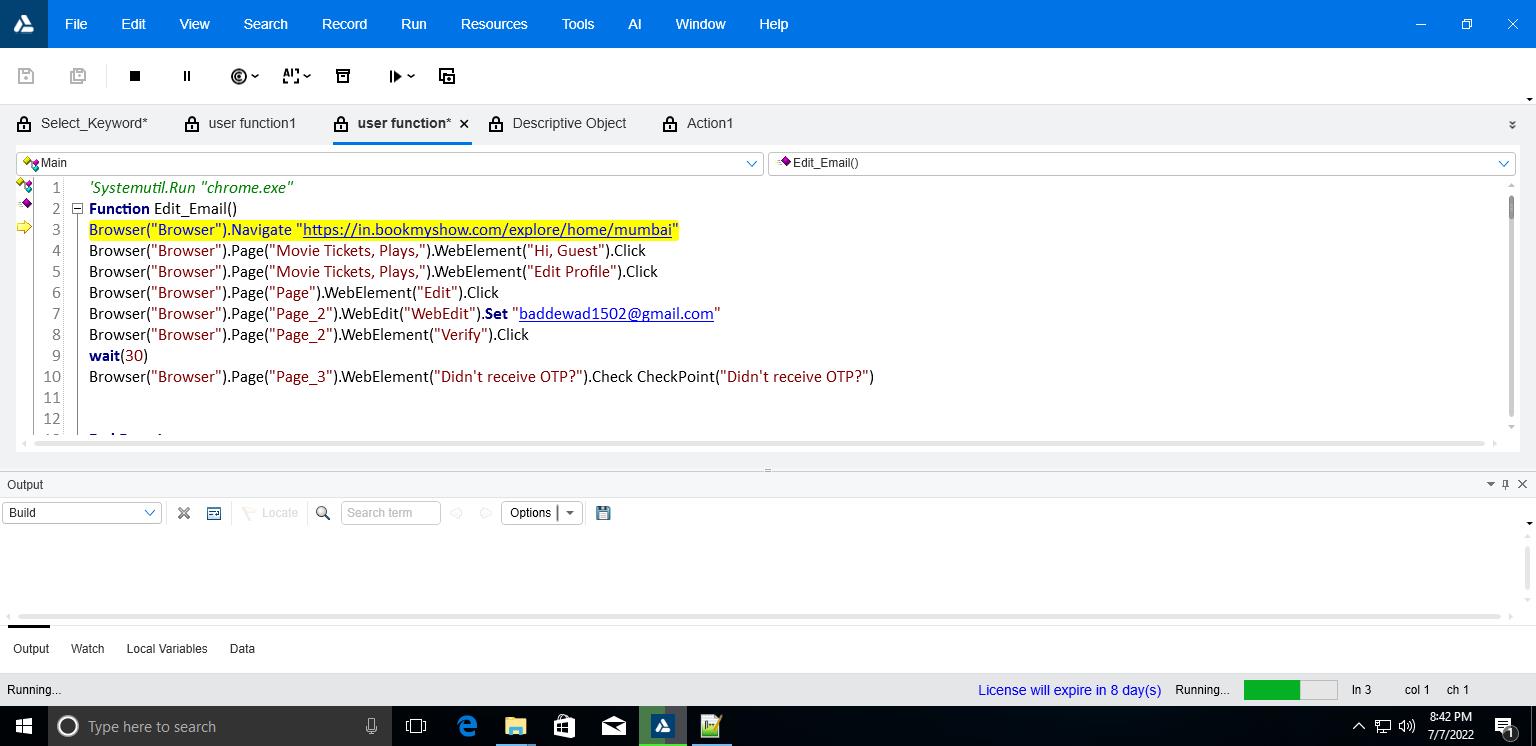 File Edit View Search Record Run Resources Tools AI Window Help
Select_Keyword* user function1 user function* Descriptive Object Action1
Main Edit_Email()
1 'Systemutil.Run "chrome.exe"
2 Function Edit_Email()
3 Browser("Browser").Navigate "https://in.bookmyshow.com/explore/home/mumbai"
4 Browser("Browser").Page("Movie Tickets, Plays,").WebElement("Hi, Guest").Click
5 Browser("Browser").Page("Movie Tickets, Plays,").WebElement("Edit Profile").Click
6 Browser("Browser").Page("Page").WebElement("Edit").Click
7 Browser("Browser").Page("Page_2").WebEdit("WebEdit").Set "baddewad1502@gmail.com"
8 Browser("Browser").Page("Page_2").WebElement("Verify").Click
9 wait(30)
10 Browser("Browser").Page("Page_3").WebElement("Didn't receive OTP?").Check CheckPoint("Didn't receive OTP?")
11
12
Output
Build Locate Search term Options
Output Watch Local Variables Data
Running... License will expire in 8 day(s) Running... ln 3 col 1 ch 1
Type here to search 8:42 PM
7/7/2022 1